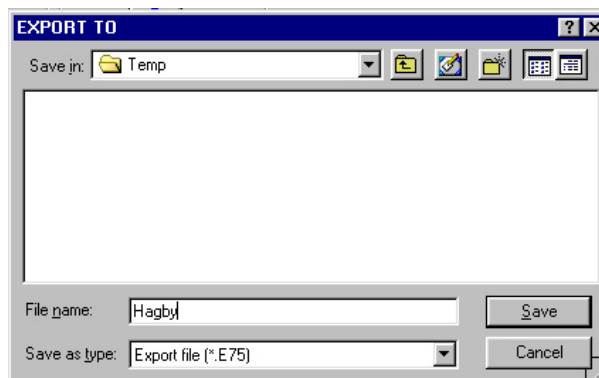 EXPORT TO
Save in: Temp
File name: Hagby Save
Save as type: Export file (*.E75) Cancel